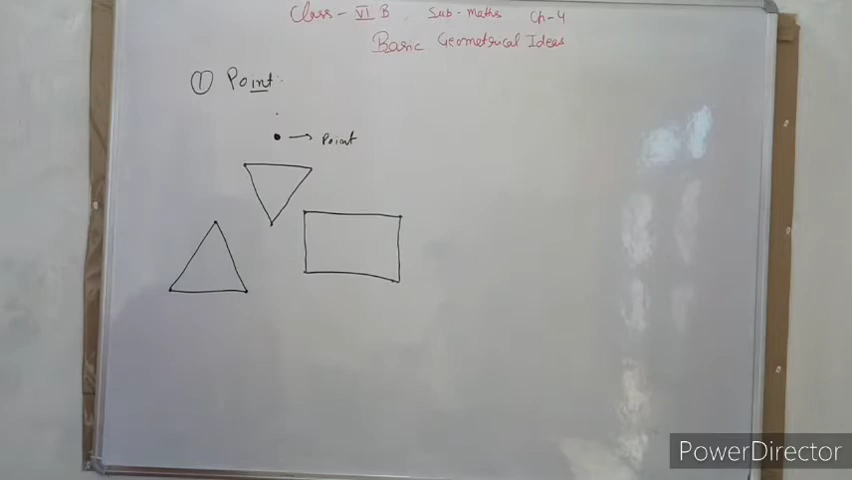 Class - VI B, Sub - Maths Ch-4
Basic Geometrical Ideas
① Point:
→ Point
PowerDirector